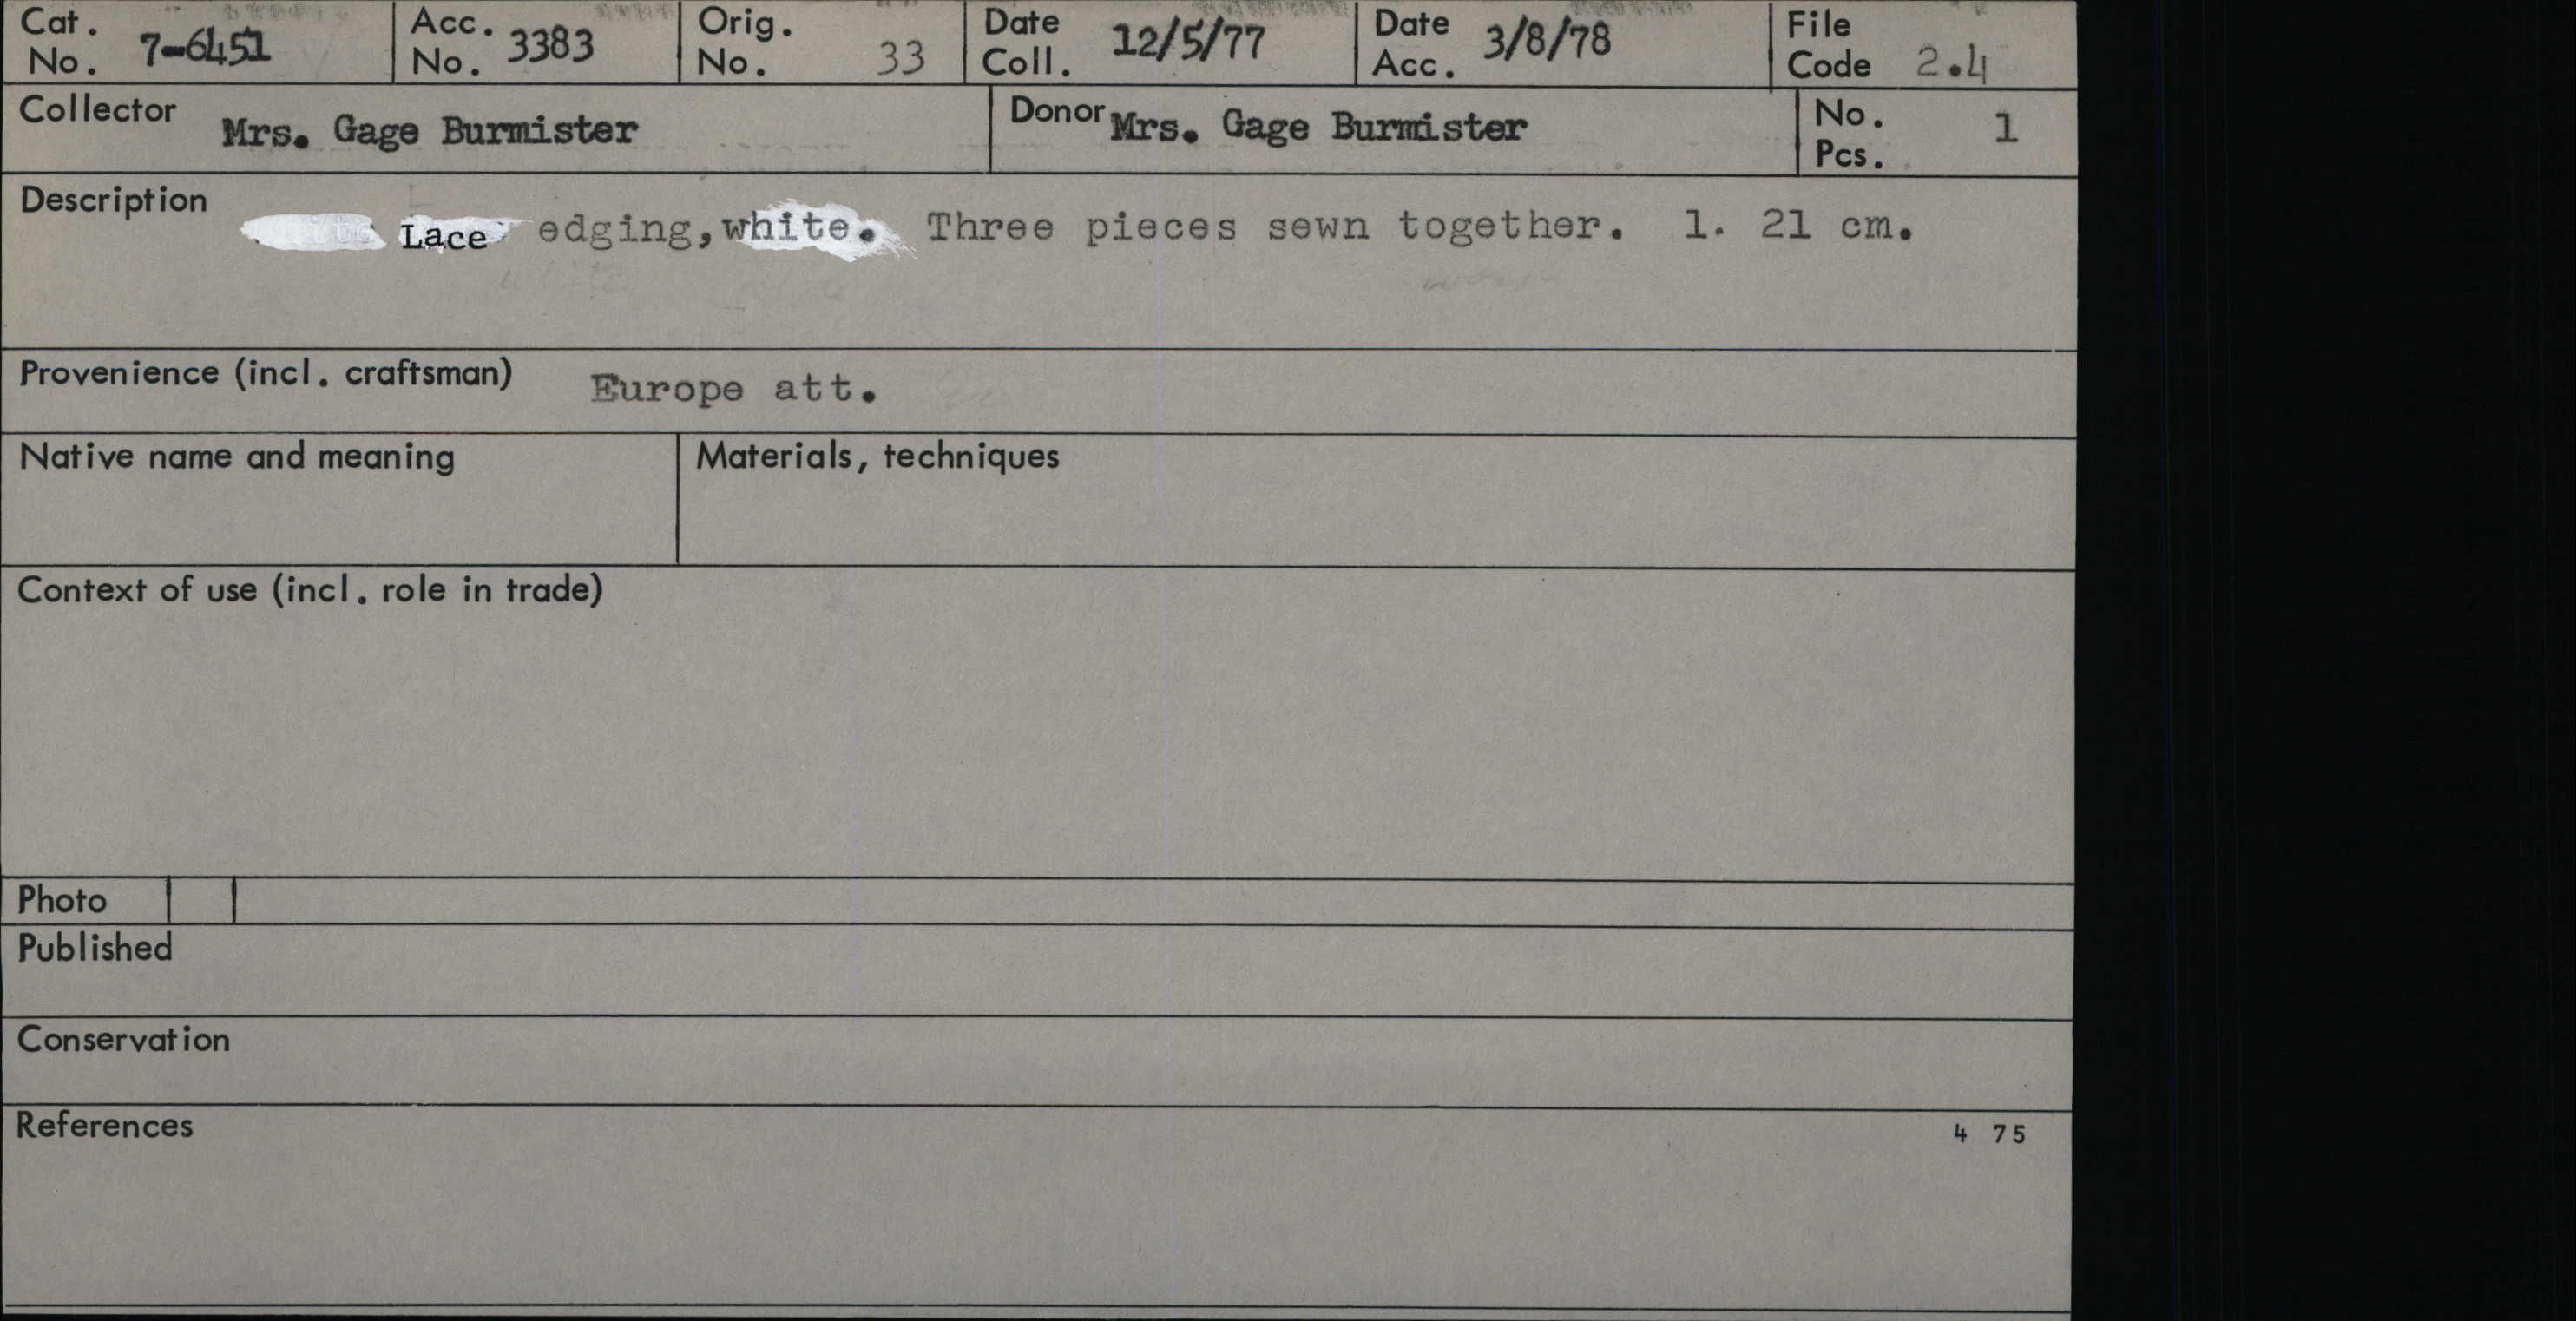 Cat. No. 7-6451 Acc. No. 3383 Orig. No. 33 Date Coll. 12/5/77 Date Acc. 3/8/78 File Code 2.4
Collector Mrs. Gage Burmister Donor Mrs. Gage Burmister No. Pcs. 1
Description Lace edging, white. Three pieces sewn together. l. 21 cm.
Provenience (incl. craftsman) Europe att.
Native name and meaning Materials, techniques
Context of use (incl. role in trade)
Photo
Published
Conservation
References 4 75